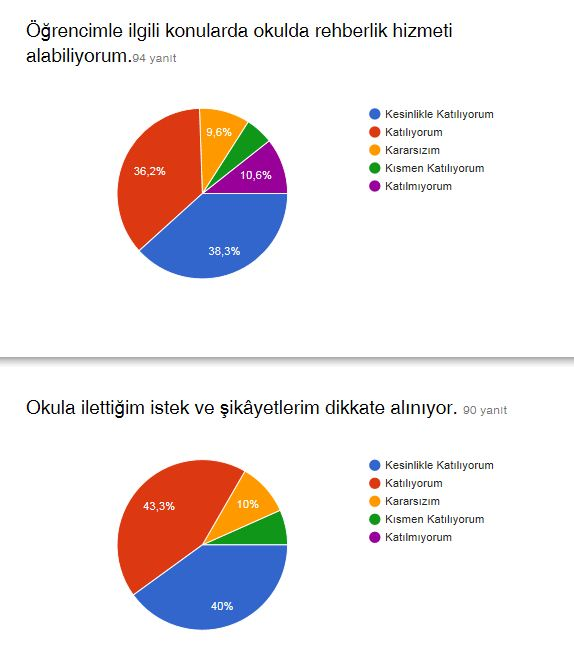 Öğrencimle ilgili konularda okulda rehberlik hizmeti
alabiliyorum.94 yanıt
Kesinlikle Katılıyorum
Katılıyorum
Kararsızım
Kısmen Katılıyorum
Katılmıyorum
9,6%
36,2%
10,6%
38,3%
Okula ilettiğim istek ve şikâyetlerim dikkate alınıyor. 90 yanıt
Kesinlikle Katılıyorum
Katılıyorum
Kararsızım
Kısmen Katılıyorum
Katılmıyorum
43,3%
10%
40%